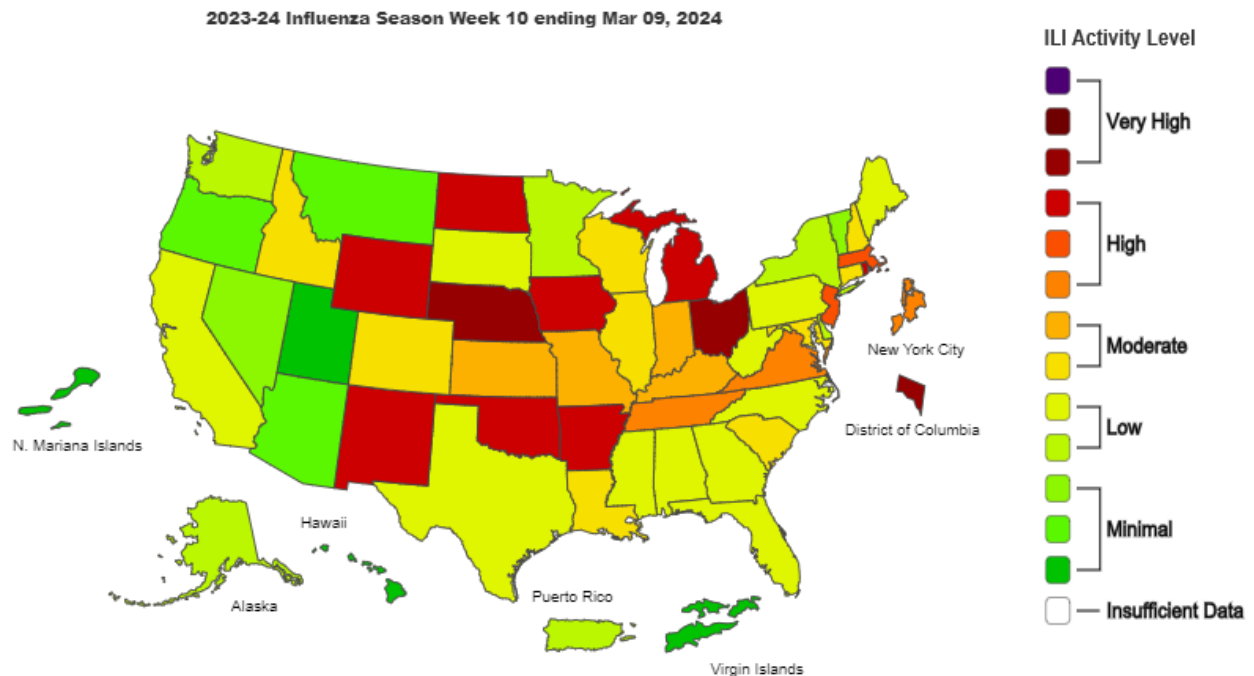 2023-24 Influenza Season Week 10 ending Mar 09, 2024
ILI Activity Level
Very High
High
Moderate
Low
Minimal
Insufficient Data
New York City
District of Columbia
N. Mariana Islands
Hawaii
Alaska
Puerto Rico
Virgin Islands